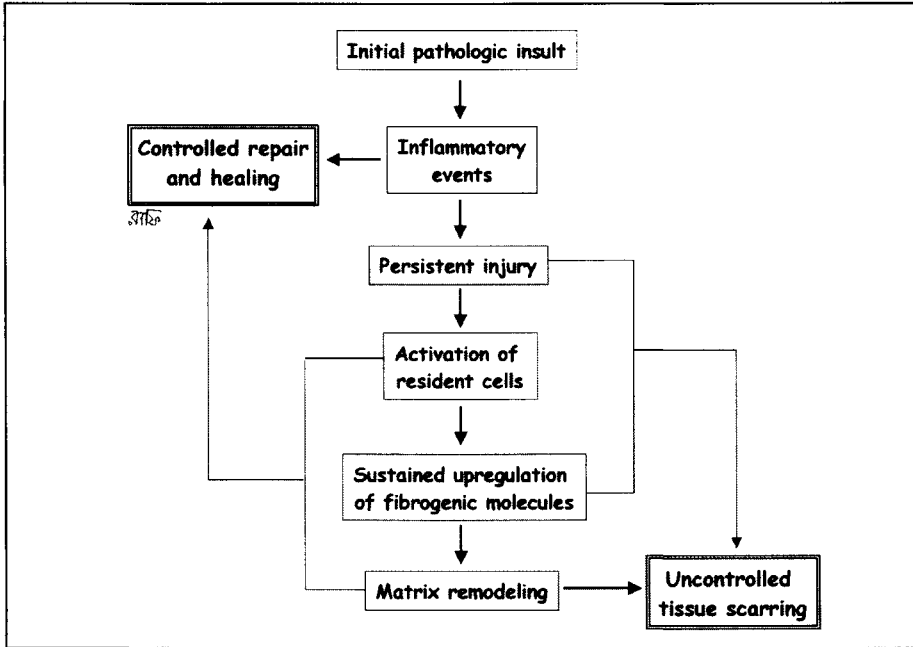 Initial pathologic insult
Controlled repair
and healing
Inflammatory
events
রাফি
Persistent injury
Activation of
resident cells
Sustained upregulation
of fibrogenic molecules
Matrix remodeling
Uncontrolled
tissue scarring